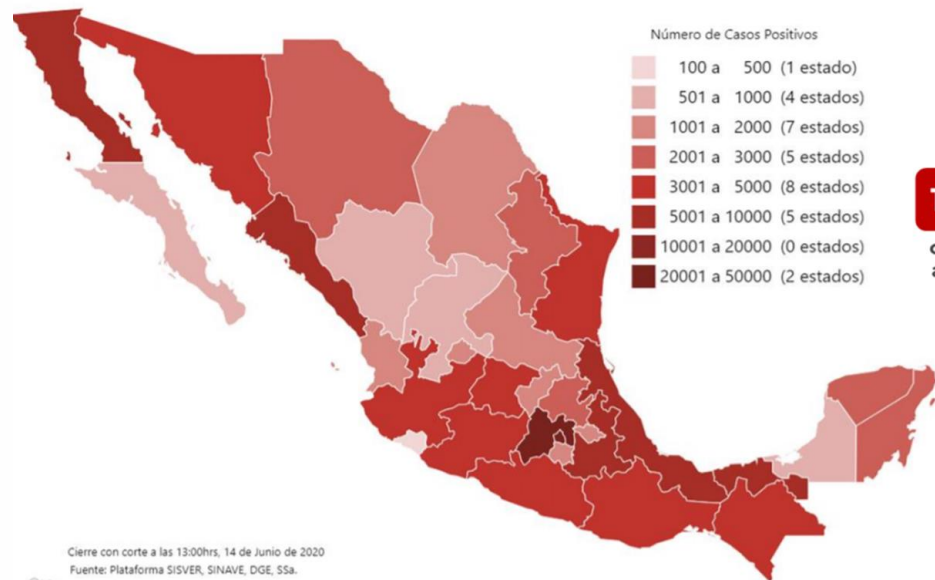 Número de Casos Positivos
100 a 500 (1 estado)
501 a 1000 (4 estados)
1001 a 2000 (7 estados)
2001 a 3000 (5 estados)
3001 a 5000 (8 estados)
5001 a 10000 (5 estados)
10001 a 20000 (0 estados)
20001 a 50000 (2 estados)
Cierre con corte a las 13:00hrs, 14 de Junio de 2020
Fuente: Plataforma SISVER, SINAVE, DGE, SSa.